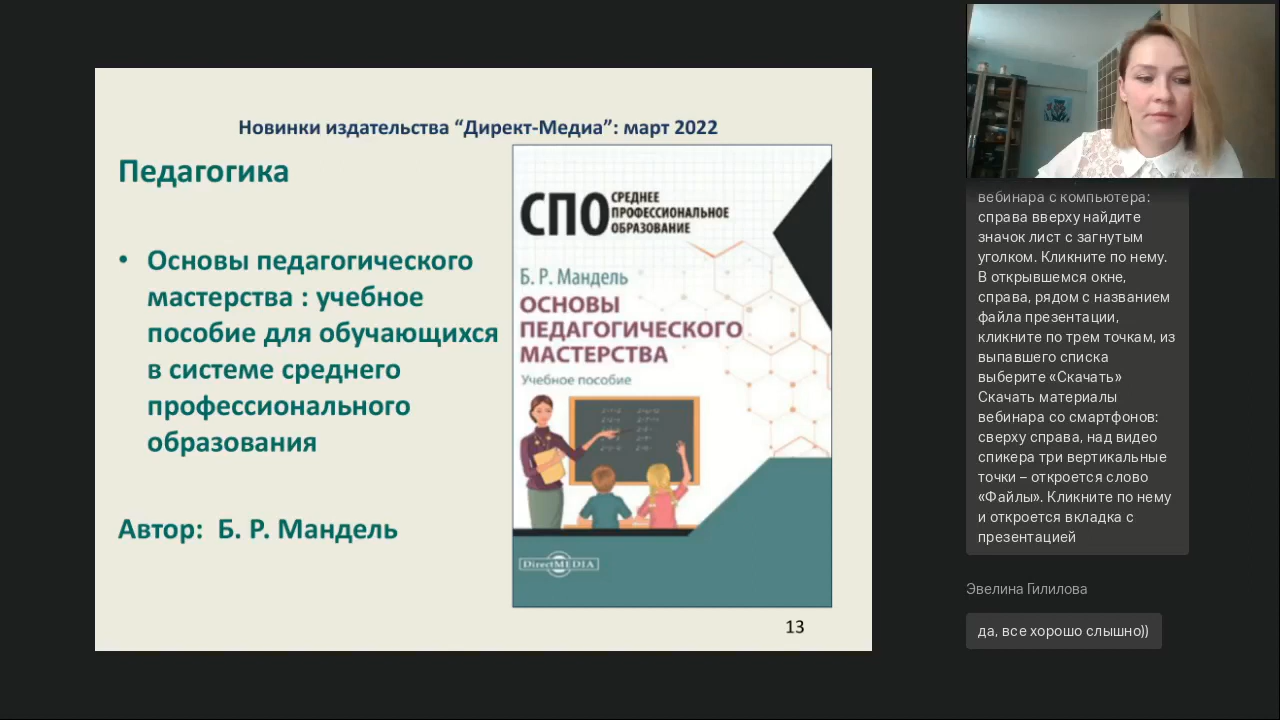 Новинки издательства “Директ-Медиа”: март 2022
Педагогика
• Основы педагогического
мастерства : учебное
пособие для обучающихся
в системе среднего
профессионального
образования
Автор: Б. Р. Мандель
СПО СРЕДНЕЕ
ПРОФЕССИОНАЛЬНОЕ
ОБРАЗОВАНИЕ
Б. Р. Мандель
ОСНОВЫ
ПЕДАГОГИЧЕСКОГО
МАСТЕРСТВА
Учебное пособие
DirectMEDIA
13
вебинара с компьютера:
справа вверху найдите
значок лист с загнутым
уголком. Кликните по нему.
В открывшемся окне,
справа, рядом с названием
файла презентации,
кликните по трем точкам, из
выпавшего списка
выберите «Скачать»
Скачать материалы
вебинара со смартфонов:
сверху справа, над видео
спикера три вертикальные
точки – откроется слово
«Файлы». Кликните по нему
и откроется вкладка с
презентацией
Эвелина Гилилова
да, все хорошо слышно))